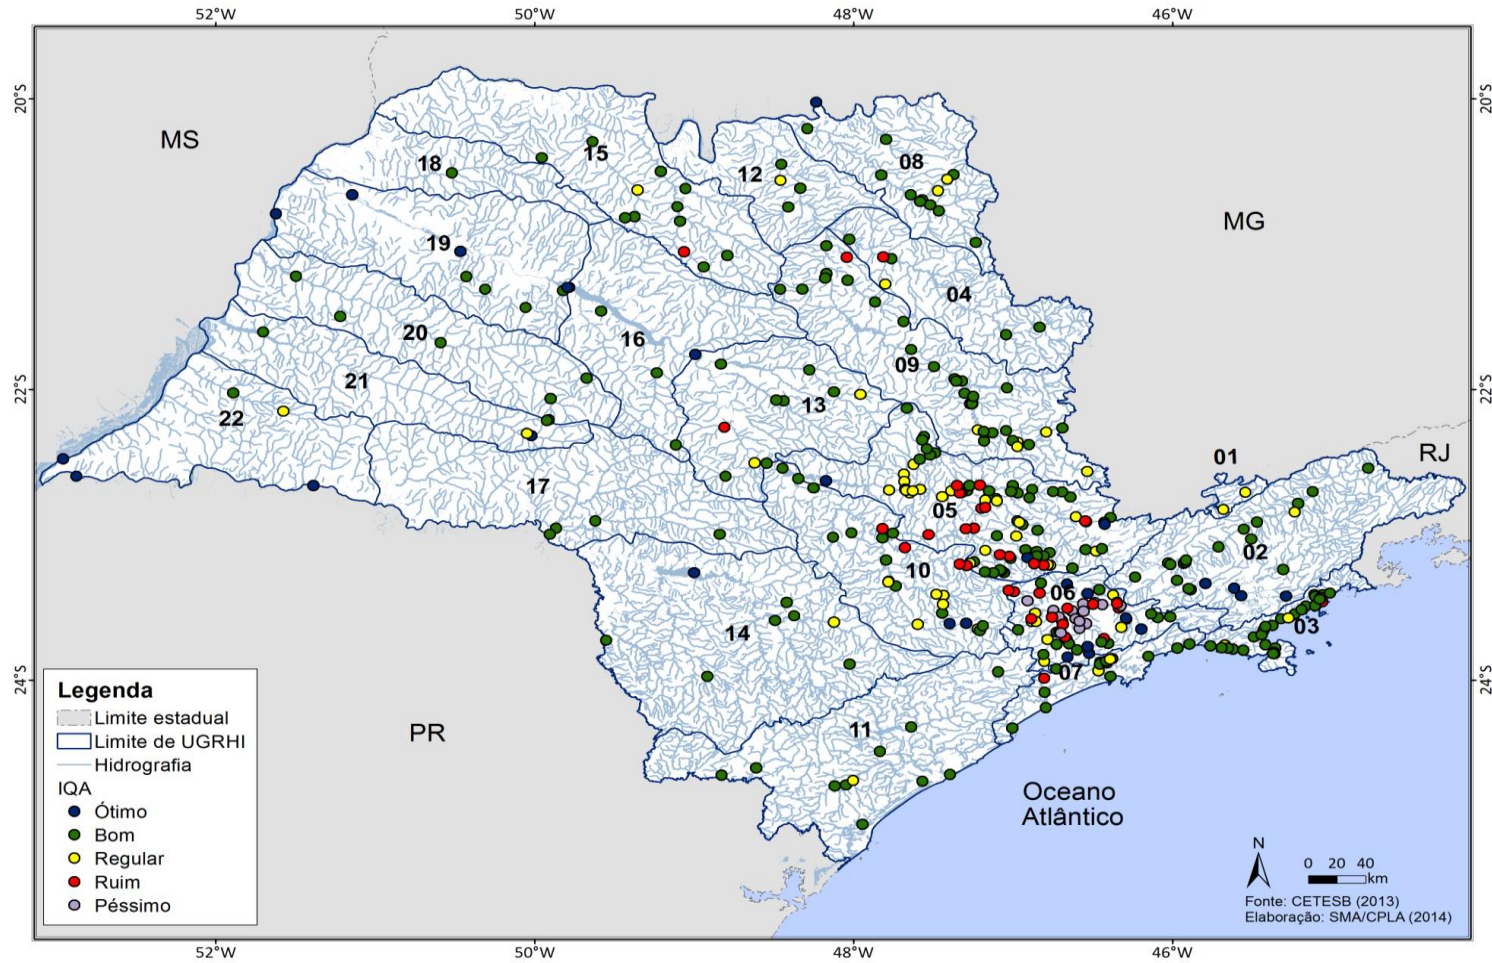 52°W 50°W 48°W 46°W
20°S 20°S
MS
15
18
12
08
MG
19
04
20
16
09
21
13
22°S 22°S
22
RJ
01
17
05
02
10
06
03
14
07
24°S 24°S
PR
11
Oceano
Atlântico
Legenda
Limite estadual
Limite de UGRHI
Hidrografia
IQA
Ótimo
Bom
Regular
Ruim
Péssimo
N
0 20 40
km
Fonte: CETESB (2013)
Elaboração: SMA/CPLA (2014)
52°W 50°W 48°W 46°W